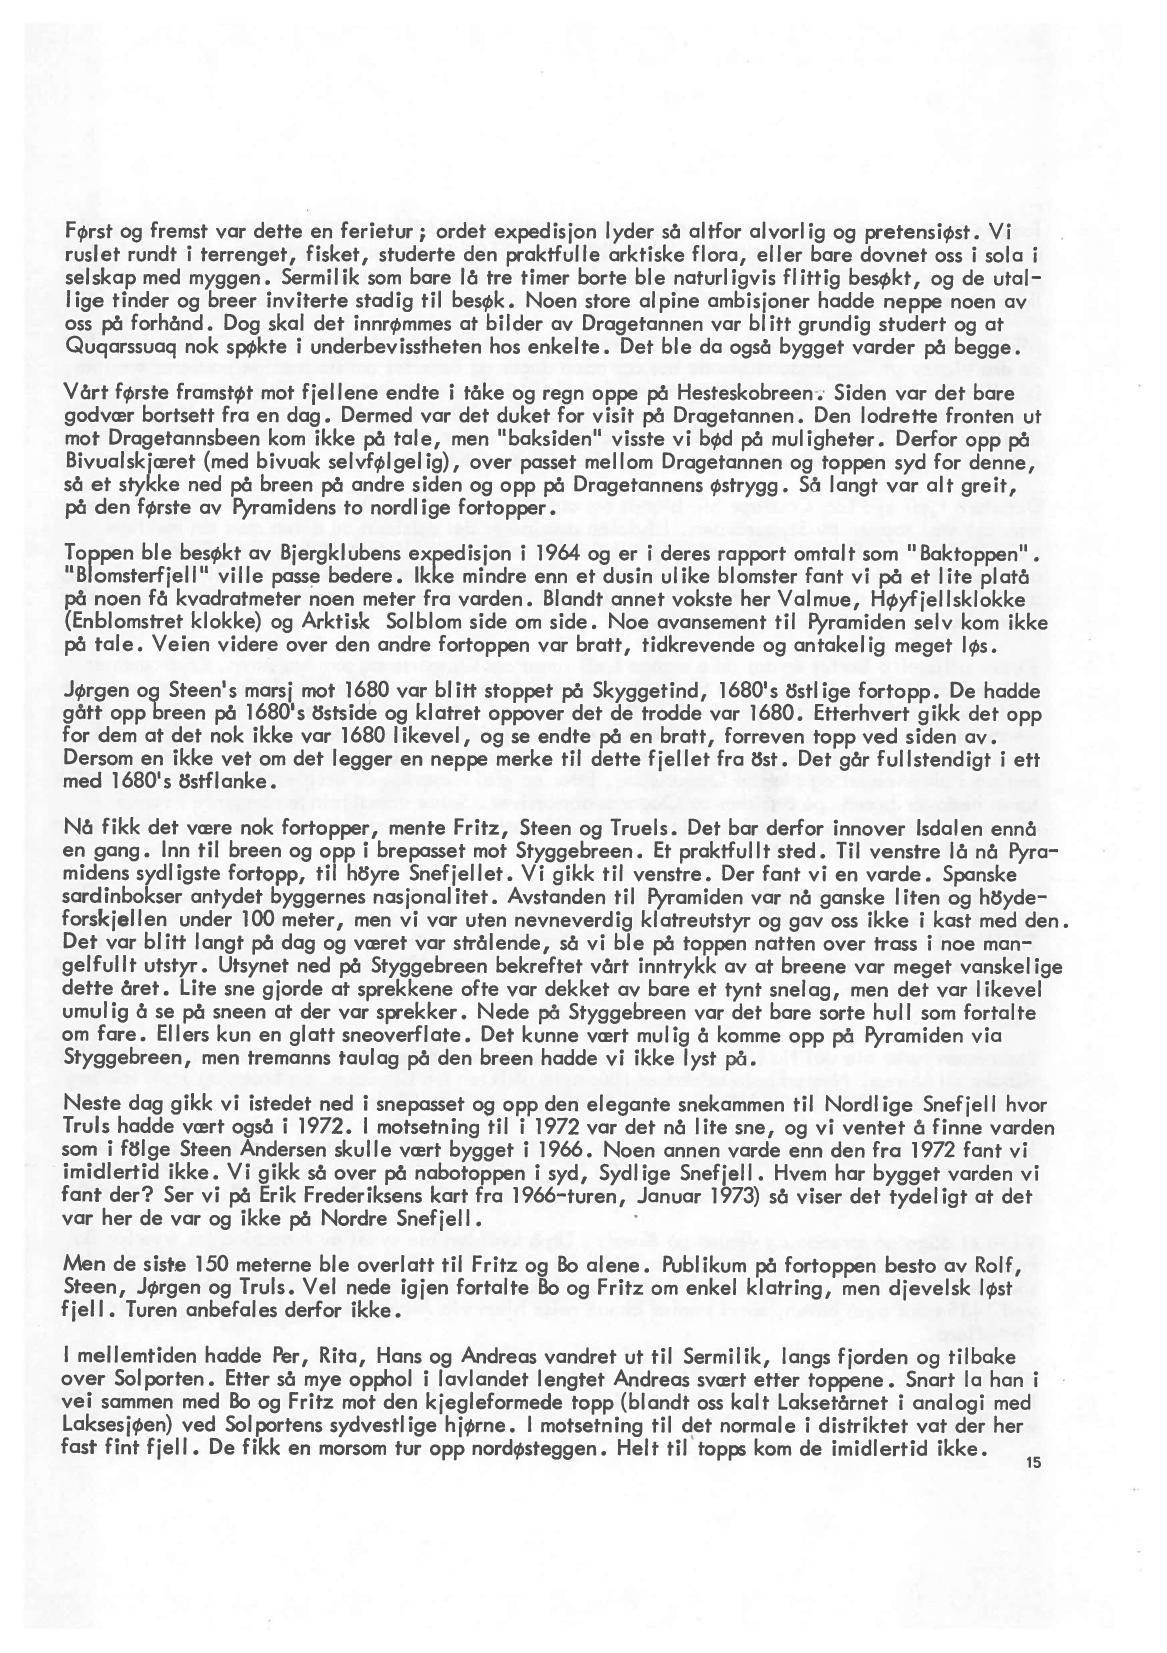 Først og fremst var dette en ferietur; ordet expedisjon lyder så altfor alvorlig og pretensiøst. Vi
ruslet rundt i terrenget, fisket, studerte den praktfulle arktiske flora, eller bare dovnet oss i sola i
selskap med myggen. Sermilik som bare lå tre timer borte ble naturligvis flittig besøkt, og de utal-
lige tinder og breer inviterte stadig til besøk. Noen store alpine ambisjoner hadde neppe noen av
oss på forhånd. Dog skal det innrømmes at bilder av Dragetannen var blitt grundig studert og at
Quqarssuaq nok spøkte i underbevisstheten hos enkelte. Det ble da også bygget varder på begge.

Vårt første framstøt mot fjellene endte i tåke og regn oppe på Hesteskobreen. Siden var det bare
godvær bortsett fra en dag. Dermed var det duket for visit på Dragetannen. Den lodrette fronten ut
mot Dragetannsbeen kom ikke på tale, men "baksiden" visste vi bød på muligheter. Derfor opp på
Bivualskjæret (med bivuak selvfølgelig), over passet mellom Dragetannen og toppen syd for denne,
så et stykke ned på breen på andre siden og opp på Dragetannens østrygg. Så langt var alt greit,
på den første av Pyramidens to nordlige fortopper.

Toppen ble besøkt av Bjergklubens expedisjon i 1964 og er i deres rapport omtalt som "Baktoppen".
"Blomsterfjell" ville passe bedere. Ikke mindre enn et dusin ulike blomster fant vi på et lite platå
på noen få kvadratmeter noen meter fra varden. Blandt annet vokste her Valmue, Høyfjellsklokke
(Enblomstret klokke) og Arktisk Solblom side om side. Noe avansement til Pyramiden selv kom ikke
på tale. Veien videre over den andre fortoppen var bratt, tidkrevende og antakelig meget løs.

Jørgen og Steen's marsj mot 1680 var blitt stoppet på Skyggetind, 1680's östlige fortopp. De hadde
gått opp breen på 1680's östside og klatret oppover det de trodde var 1680. Etterhvert gikk det opp
for dem at det nok ikke var 1680 likevel, og se endte på en bratt, forreven topp ved siden av.
Dersom en ikke vet om det legger en neppe merke til dette fjellet fra öst. Det går fullstendigt i ett
med 1680's östflanke.

Nå fikk det være nok fortopper, mente Fritz, Steen og Truels. Det bar derfor innover Isdalen ennå
en gang. Inn til breen og opp i brepasset mot Styggebreen. Et praktfullt sted. Til venstre lå nå Pyra-
midens sydligste fortopp, til höyre Snefjellet. Vi gikk til venstre. Der fant vi en varde. Spanske
sardinbokser antydet byggernes nasjonalitet. Avstanden til Pyramiden var nå ganske liten og höyde-
forskjellen under 100 meter, men vi var uten nevneverdig klatreutstyr og gav oss ikke i kast med den.
Det var blitt langt på dag og været var strålende, så vi ble på toppen natten over trass i noe man-
gelfullt utstyr. Utsynet ned på Styggebreen bekreftet vårt inntrykk av at breene var meget vanskelige
dette året. Lite sne gjorde at sprekkene ofte var dekket av bare et tynt snelag, men det var likevel
umulig å se på sneen at der var sprekker. Nede på Styggebreen var det bare sorte hull som fortalte
om fare. Ellers kun en glatt sneoverflate. Det kunne vært mulig å komme opp på Pyramiden via
Styggebreen, men tremanns taulag på den breen hadde vi ikke lyst på.

Neste dag gikk vi istedet ned i snepasset og opp den elegante snekammen til Nordlige Snefjell hvor
Truls hadde vært også i 1972. I motsetning til i 1972 var det nå lite sne, og vi ventet å finne varden
som i fölge Steen Andersen skulle vært bygget i 1966. Noen annen varde enn den fra 1972 fant vi
imidlertid ikke. Vi gikk så over på nabotoppen i syd, Sydlige Snefjell. Hvem har bygget varden vi
fant der? Ser vi på Erik Frederiksens kart fra 1966-turen, Januar 1973) så viser det tydeligt at det
var her de var og ikke på Nordre Snefjell.

Men de siste 150 meterne ble overlatt til Fritz og Bo alene. Publikum på fortoppen besto av Rolf,
Steen, Jørgen og Truls. Vel nede igjen fortalte Bo og Fritz om enkel klatring, men djevelsk løst
fjell. Turen anbefales derfor ikke.

I mellemtiden hadde Per, Rita, Hans og Andreas vandret ut til Sermilik, langs fjorden og tilbake
over Solporten. Etter så mye opphol i lavlandet lengtet Andreas svært etter toppene. Snart la han i
vei sammen med Bo og Fritz mot den kjegleformede topp (blandt oss kalt Laksetårnet i analogi med
Laksesjøen) ved Solportens sydvestlige hjørne. I motsetning til det normale i distriktet vat der her
fast fint fjell. De fikk en morsom tur opp nordøsteggen. Helt til topps kom de imidlertid ikke.
15